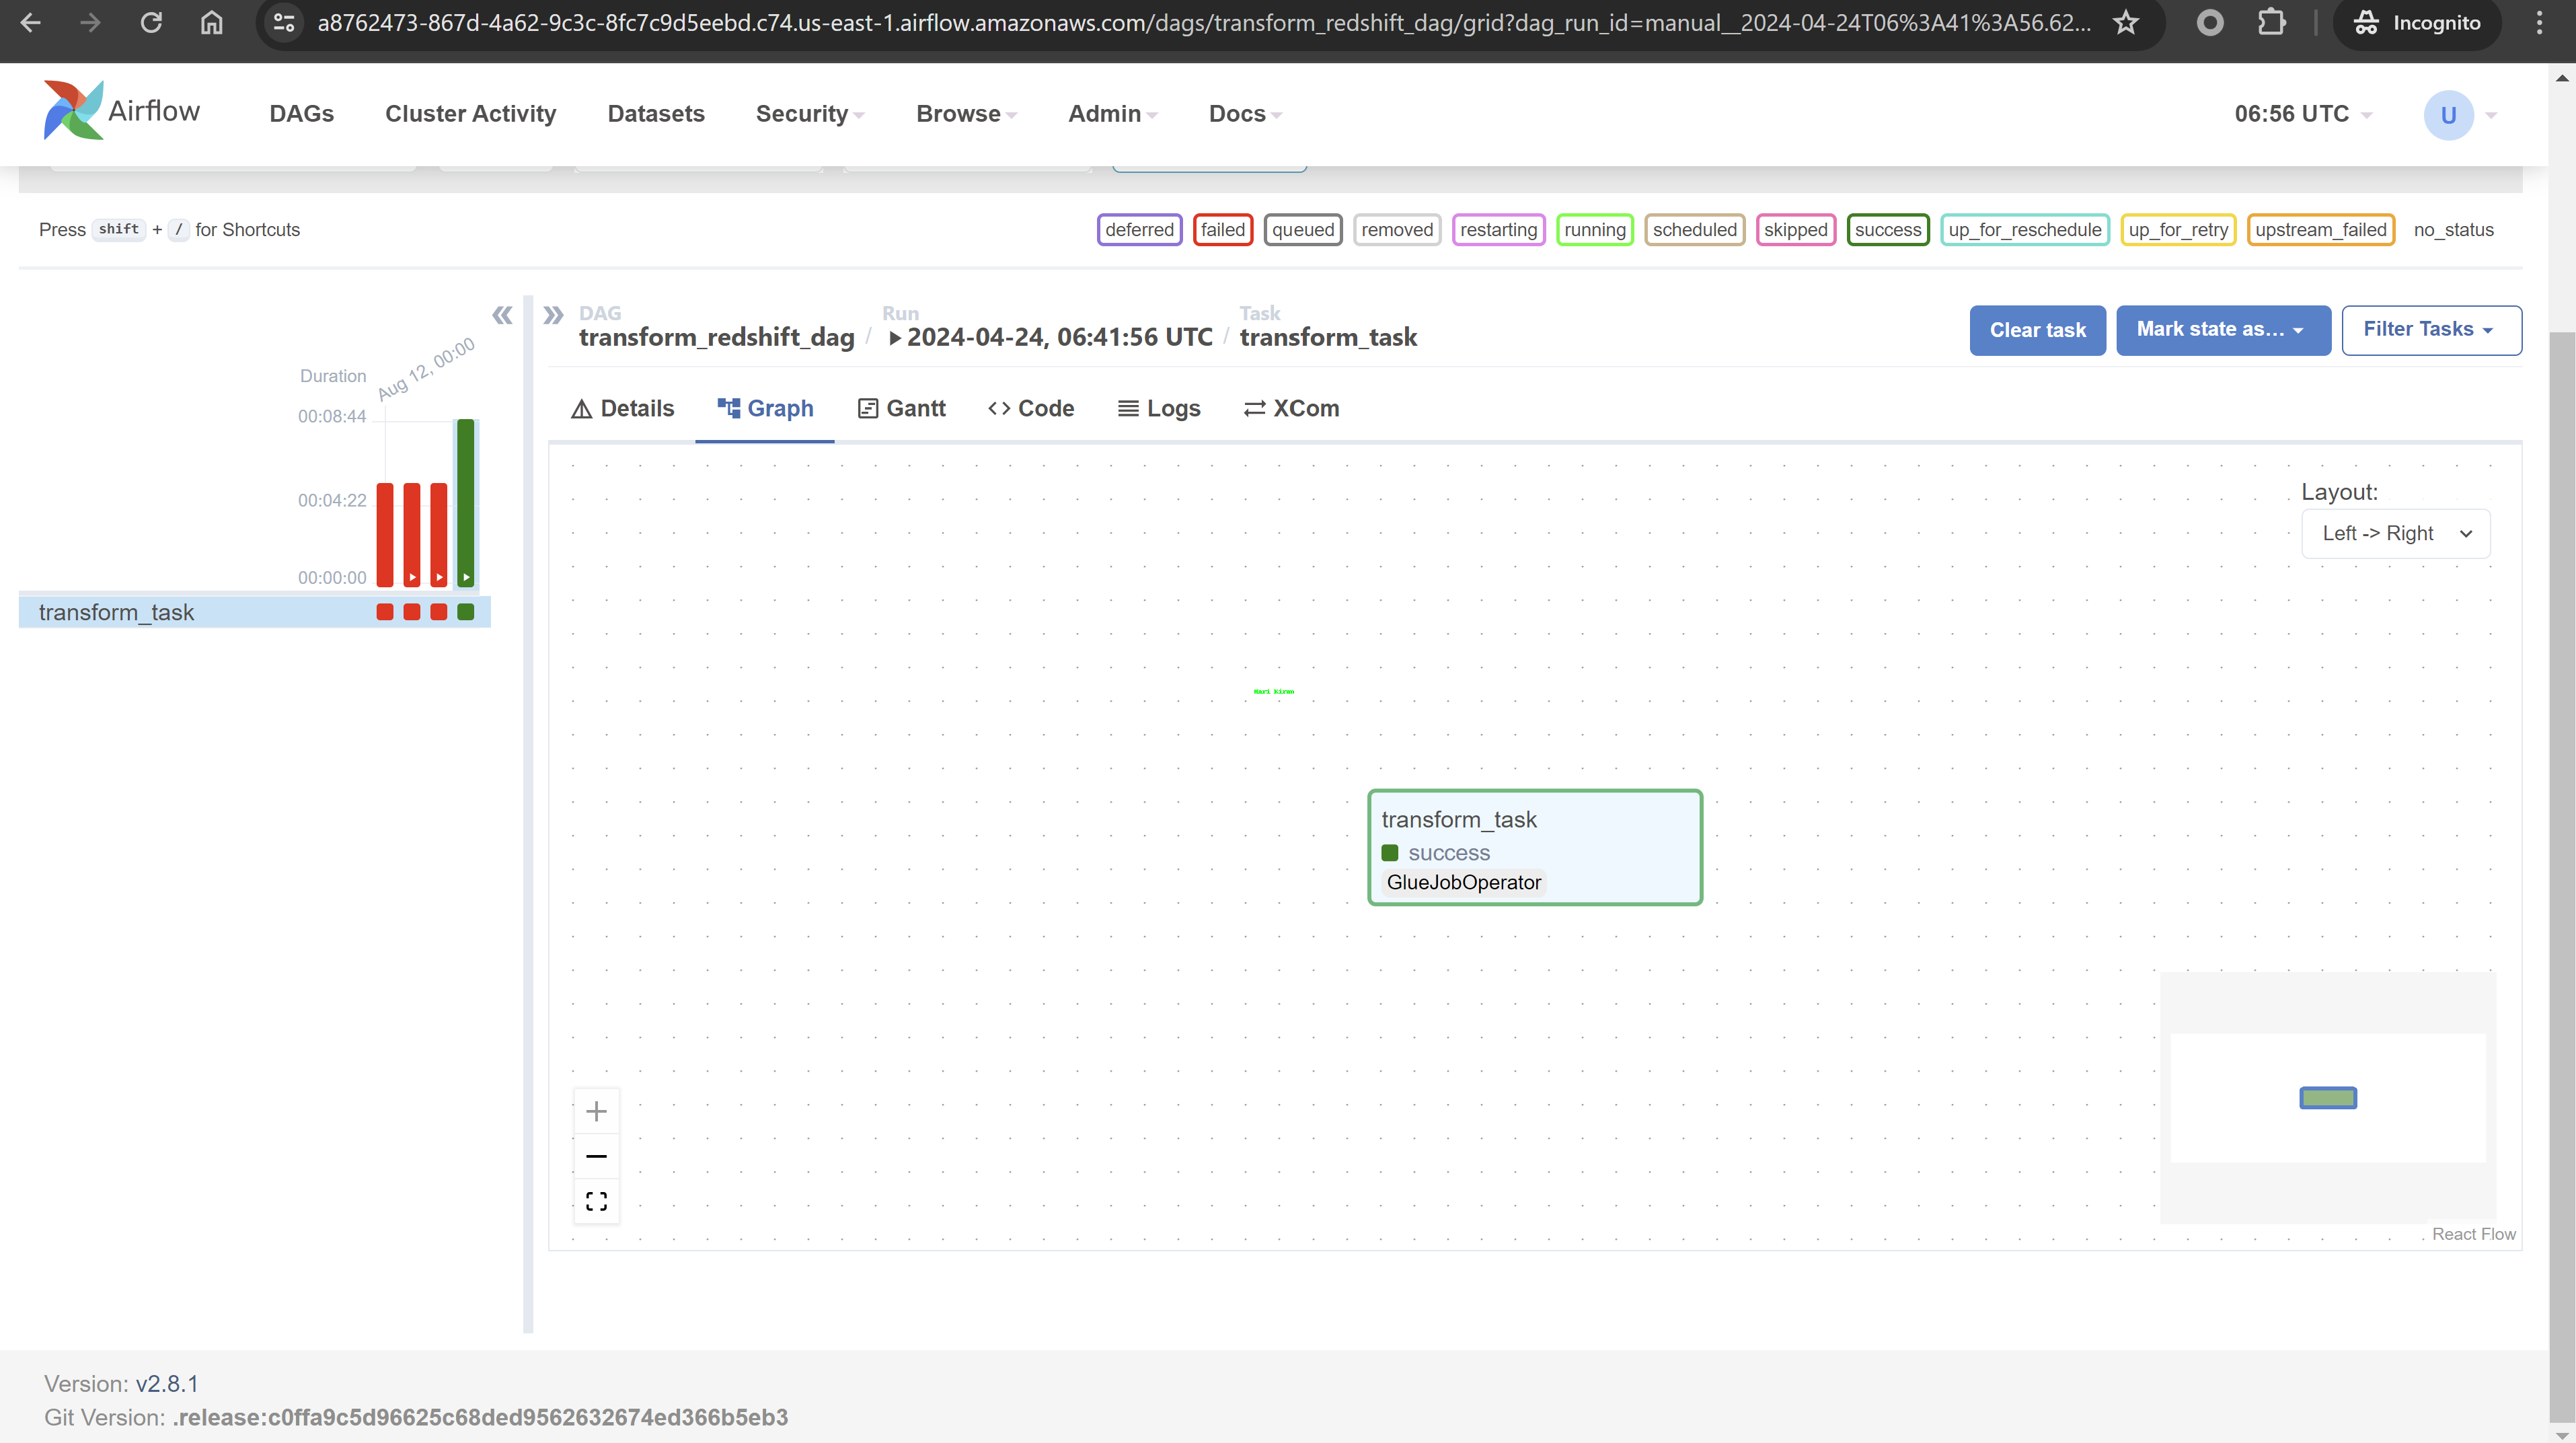 a8762473-867d-4a62-9c3c-8fc7c9d5eebd.c74.us-east-1.airflow.amazonaws.com/dags/transform_redshift_dag/grid?dag_run_id=manual__2024-04-24T06%3A41%3A56.62...
Incognito
Airflow
DAGs
Cluster Activity
Datasets
Security
Browse
Admin
Docs
06:56 UTC
U
Press shift + / for Shortcuts
deferred
failed
queued
removed
restarting
running
scheduled
skipped
success
up_for_reschedule
up_for_retry
upstream_failed
no_status
DAG
transform_redshift_dag /
Run
2024-04-24, 06:41:56 UTC /
Task
transform_task
Clear task
Mark state as...
Filter Tasks
Duration
Aug 12, 00:00
00:08:44
00:04:22
00:00:00
transform_task
Details
Graph
Gantt
Code
Logs
XCom
Layout:
Left -> Right
Hari Kiran
transform_task
success
GlueJobOperator
React Flow
Version: v2.8.1
Git Version: .release:c0ffa9c5d96625c68ded9562632674ed366b5eb3